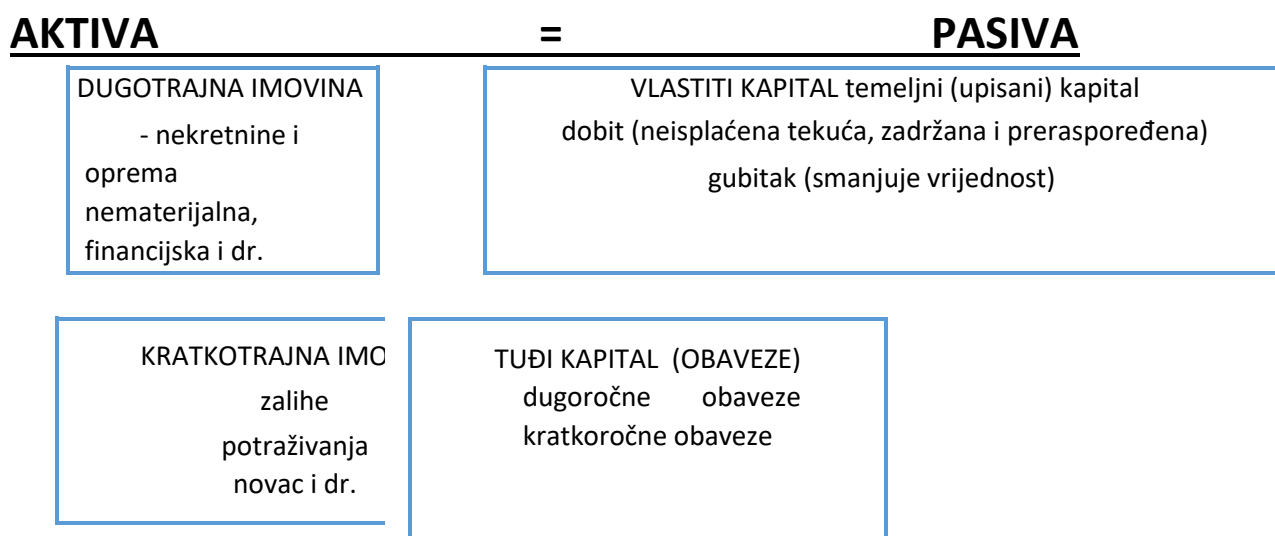 AKTIVA = PASIVA
DUGOTRAJNA IMOVINA
- nekretnine i
oprema
nematerijalna,
financijska i dr.
VLASTITI KAPITAL temeljni (upisani) kapital
dobit (neisplaćena tekuća, zadržana i preraspoređena)
gubitak (smanjuje vrijednost)
KRATKOTRAJNA IMO
zalihe
potraživanja
novac i dr.
TUĐI KAPITAL (OBAVEZE)
dugoročne obaveze
kratkoročne obaveze